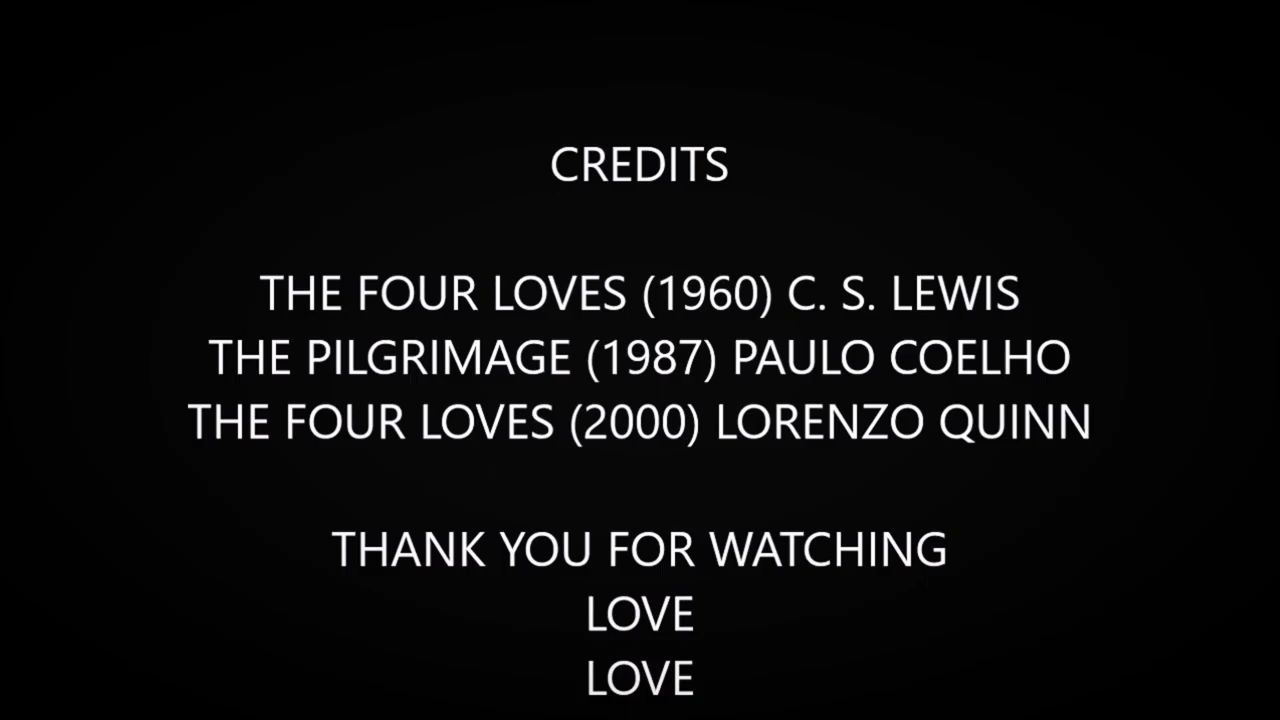 CREDITS
THE FOUR LOVES (1960) C. S. LEWIS
THE PILGRIMAGE (1987) PAULO COELHO
THE FOUR LOVES (2000) LORENZO QUINN
THANK YOU FOR WATCHING
LOVE
LOVE